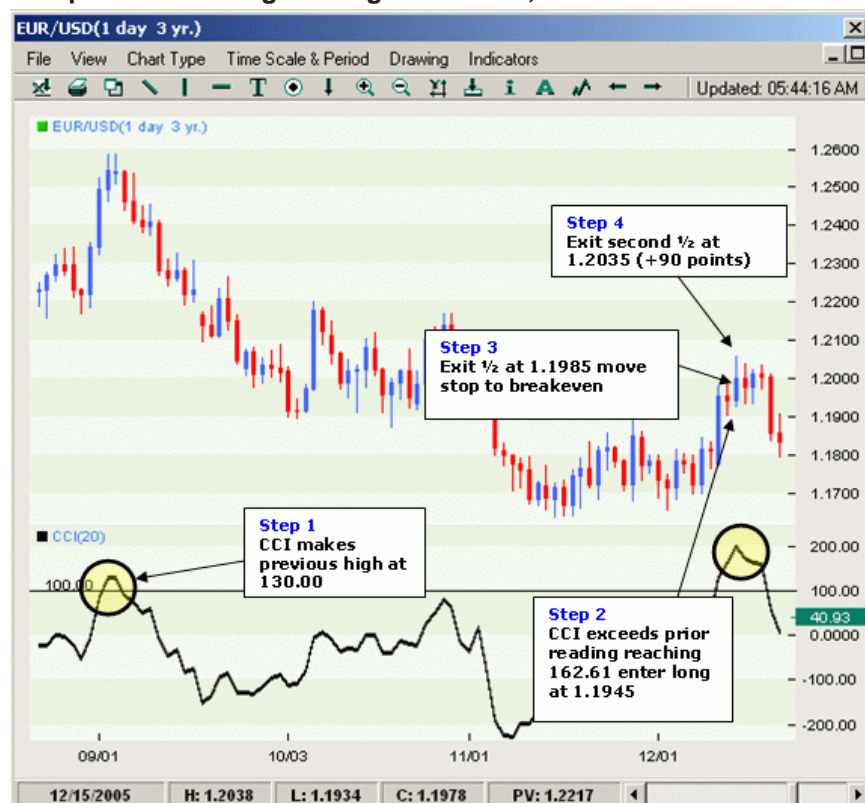 EUR/USD(1 day 3 yr.)
File View Chart Type Time Scale & Period Drawing Indicators
T i A Updated: 05:44:16 AM
EUR/USD(1 day 3 yr.)
1.2600
1.2500
1.2400
1.2300
1.2200
1.2100
1.2000
1.1900
1.1800
1.1700
Step 4
Exit second ½ at
1.2035 (+90 points)
Step 3
Exit ½ at 1.1985 move
stop to breakeven
CCI(20)
Step 1
CCI makes
previous high at
130.00
100.00
Step 2
CCI exceeds prior
reading reaching
162.61 enter long
at 1.1945
200.00
100.00
40.93
0.0000
-100.00
-200.00
09/01 10/03 11/01 12/01
12/15/2005 H: 1.2038 L: 1.1934 C: 1.1978 PV: 1.2217